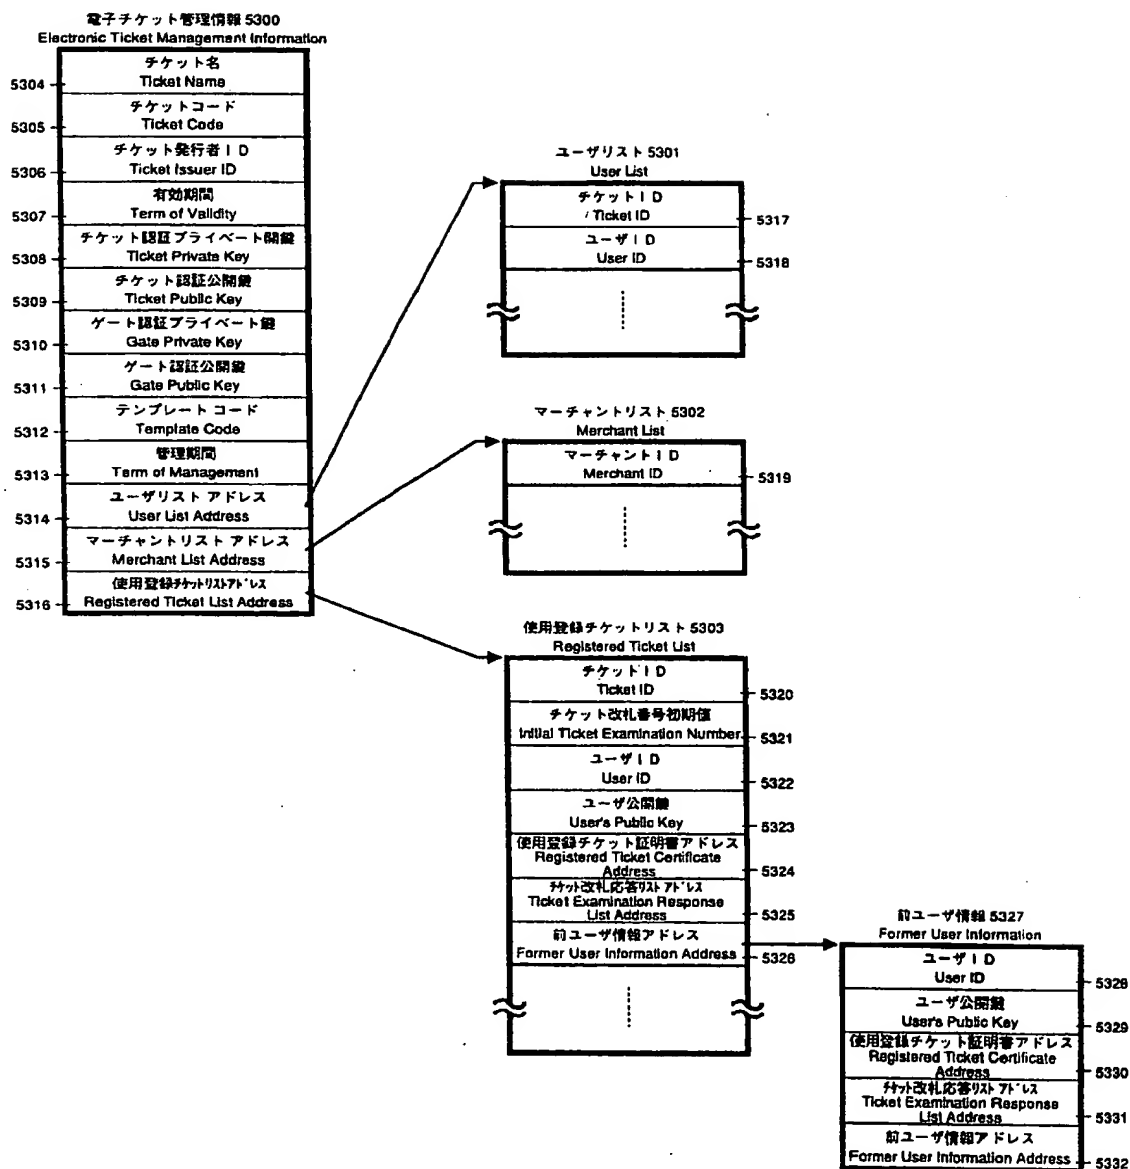 電子チケット管理情報 5300
Electronic Ticket Management Information
チケット名
5304
Ticket Name
チケットコード
5305
Ticket Code
チケット発行者ID
5306
Ticket Issuer ID
有効期間
5307
Term of Validity
チケット認証プライベート開鍵
5308
Ticket Private Key
チケット認証公開鍵
5309
Ticket Public Key
ゲート認証プライベート鍵
5310
Gate Private Key
ゲート認証公開鍵
5311
Gate Public Key
テンプレートコード
5312
Template Code
管理期間
5313
Term of Management
ユーザリスト アドレス
5314
User List Address
マーチャントリスト アドレス
5315
Merchant List Address
使用登録チケットリストアドレス
5316
Registered Ticket List Address
ユーザリスト 5301
User List
チケットID
Ticket ID
5317
ユーザID
User ID
5318
マーチャントリスト 5302
Merchant List
マーチャントID
Merchant ID
5319
使用登録チケットリスト 5303
Registered Ticket List
チケットID
Ticket ID
5320
チケット改札番号初期値
Initial Ticket Examination Number
5321
ユーザID
User ID
5322
ユーザ公開鍵
User's Public Key
5323
使用登録チケット証明書アドレス
Registered Ticket Certificate
Address
5324
チケット改札応答リスト アドレス
Ticket Examination Response
List Address
5325
前ユーザ情報アドレス
Former User Information Address
5326
前ユーザ情報 5327
Former User Information
ユーザID
User ID
5328
ユーザ公開鍵
User's Public Key
5329
使用登録チケット証明書アドレス
Registered Ticket Certificate
Address
5330
チケット改札応答リスト アドレス
Ticket Examination Response
List Address
5331
前ユーザ情報アドレス
Former User Information Address
5332